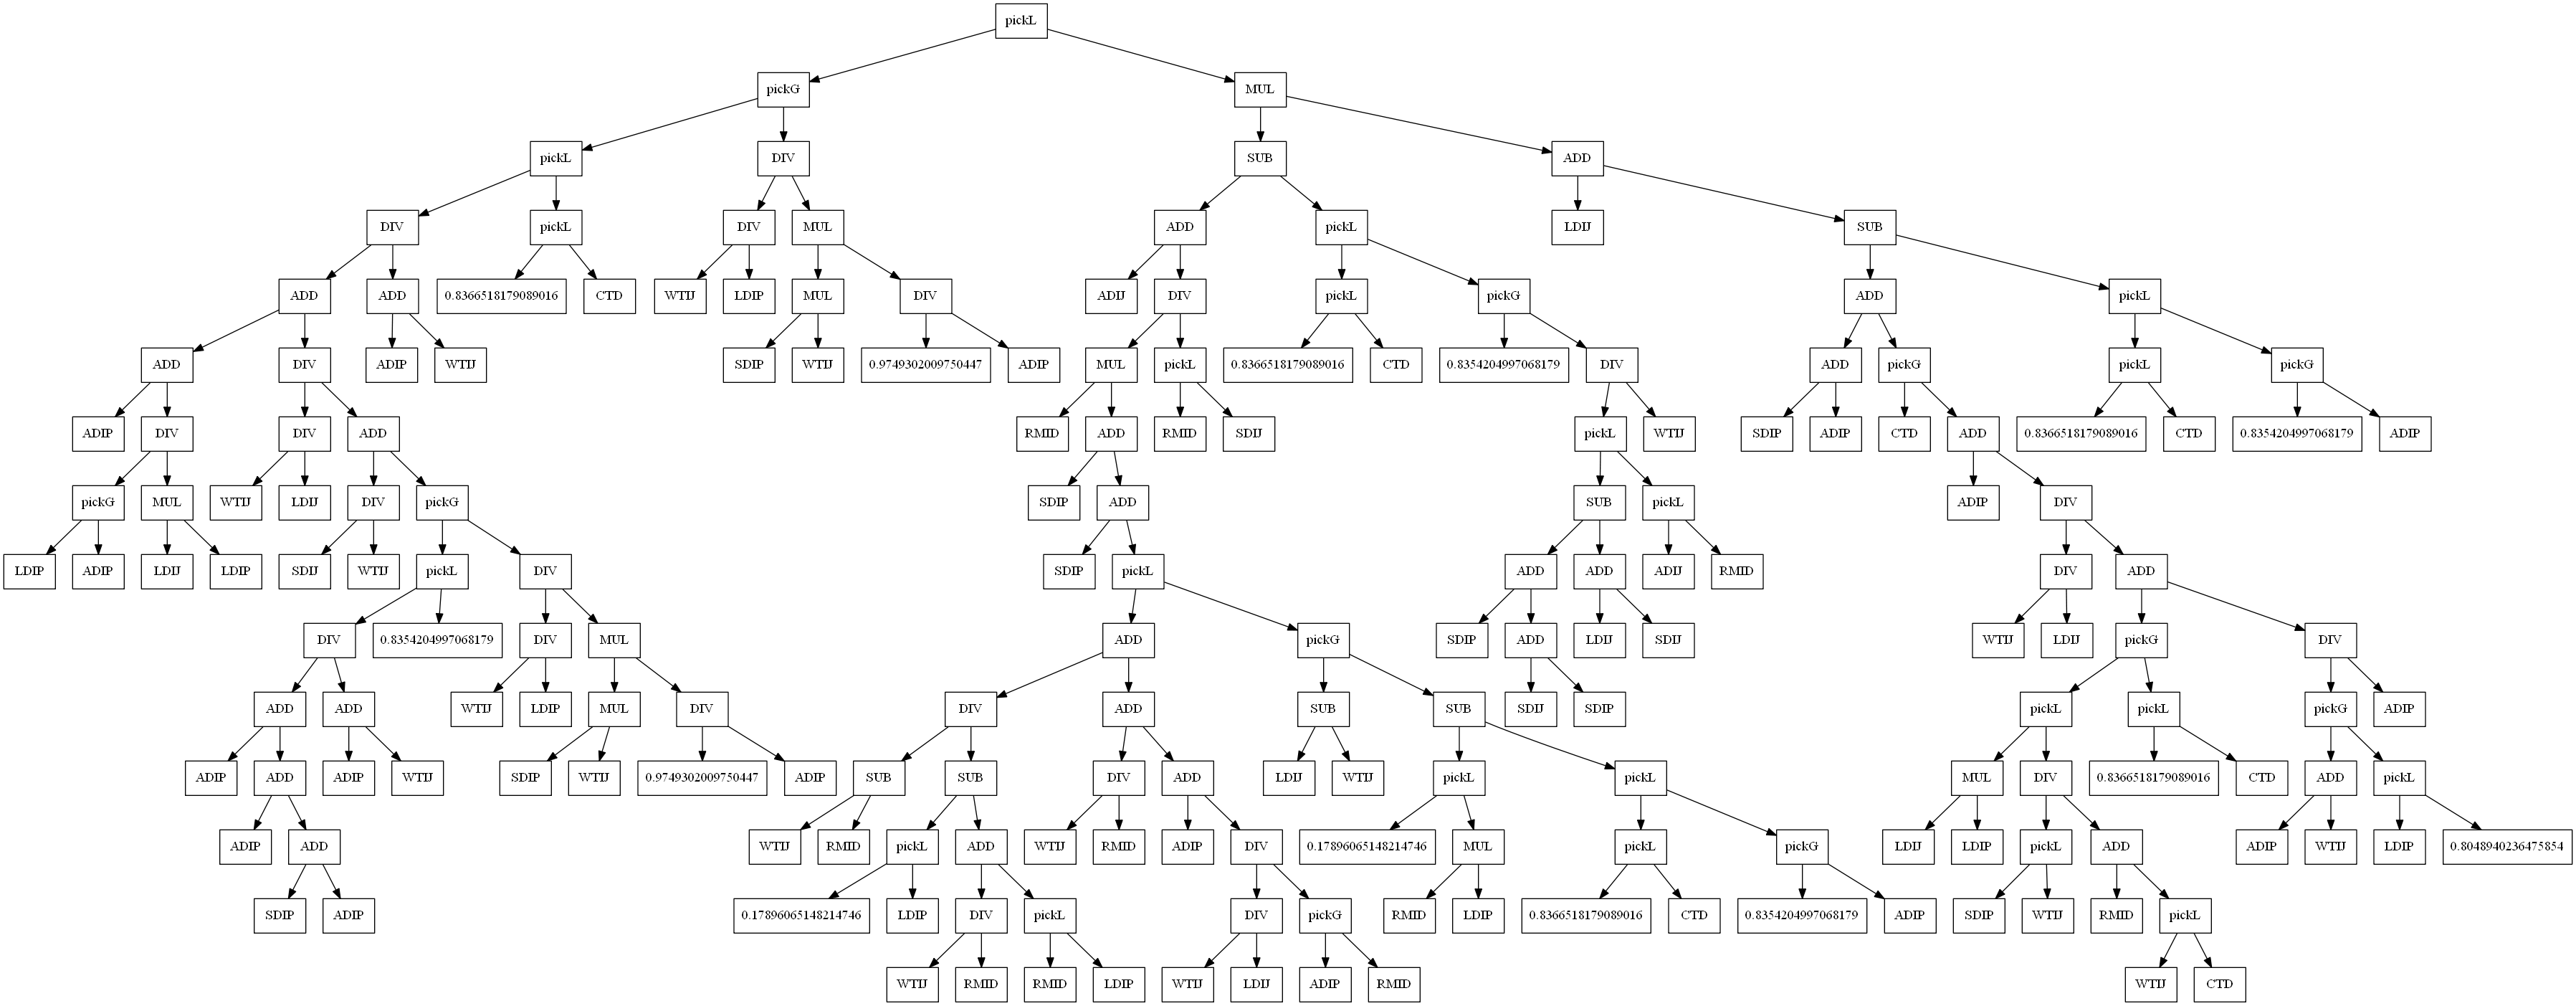 pickL
pickG
MUL
pickL
DIV
SUB
ADD
DIV
pickL
DIV
MUL
ADD
pickL
LDIJ
SUB
ADD
ADD
0.8366518179089016
CTD
WTIJ
LDIP
MUL
DIV
ADIJ
DIV
pickL
pickG
ADD
pickL
ADD
DIV
ADIP
WTIJ
SDIP
WTIJ
0.9749302009750447
ADIP
MUL
pickL
0.8366518179089016
CTD
0.8354204997068179
DIV
ADD
pickG
pickL
pickG
ADIP
DIV
DIV
ADD
RMID
ADD
RMID
SDIJ
pickL
WTIJ
SDIP
ADIP
CTD
ADD
0.8366518179089016
CTD
0.8354204997068179
ADIP
pickG
MUL
WTIJ
LDIJ
DIV
pickG
SDIP
ADD
SUB
pickL
ADIP
DIV
LDIP
ADIP
LDIJ
LDIP
SDIJ
WTIJ
pickL
DIV
SDIP
pickL
ADD
ADD
ADIJ
RMID
DIV
ADD
DIV
0.8354204997068179
DIV
MUL
ADD
pickG
SDIP
ADD
LDIJ
SDIJ
WTIJ
LDIJ
pickG
DIV
ADD
ADD
WTIJ
LDIP
MUL
DIV
DIV
ADD
SUB
SUB
SDIJ
SDIP
pickL
pickL
pickG
ADIP
ADIP
ADD
ADIP
WTIJ
SDIP
WTIJ
0.9749302009750447
ADIP
SUB
SUB
DIV
ADD
LDIJ
WTIJ
pickL
pickL
MUL
DIV
0.8366518179089016
CTD
ADD
pickL
ADIP
ADD
WTIJ
RMID
pickL
ADD
WTIJ
RMID
ADIP
DIV
0.17896065148214746
MUL
pickL
pickG
LDIJ
LDIP
pickL
ADD
ADIP
WTIJ
LDIP
0.8048940236475854
SDIP
ADIP
0.17896065148214746
LDIP
DIV
pickL
DIV
pickG
RMID
LDIP
0.8366518179089016
CTD
0.8354204997068179
ADIP
SDIP
WTIJ
RMID
pickL
WTIJ
RMID
RMID
LDIP
WTIJ
LDIJ
ADIP
RMID
WTIJ
CTD